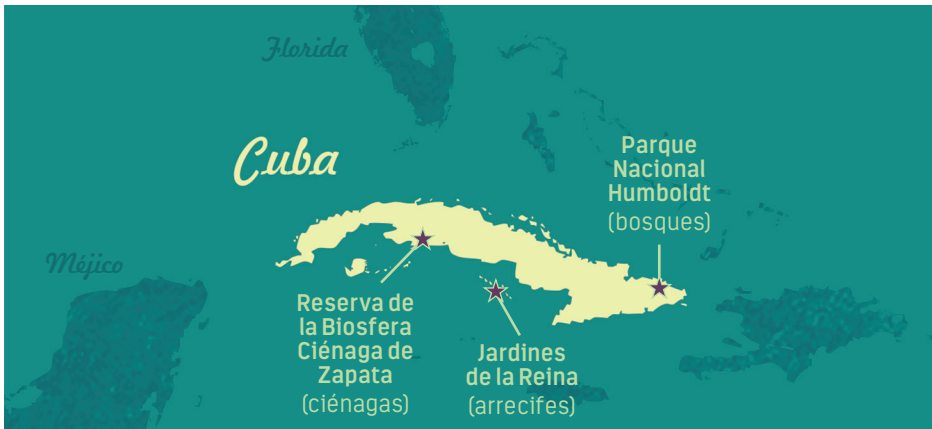 Florida
Cuba
Méjico
Parque
Nacional
Humboldt
(bosques)
Reserva de
la Biosfera
Ciénaga de
Zapata
(ciénagas)
Jardines
de la Reina
(arrecifes)